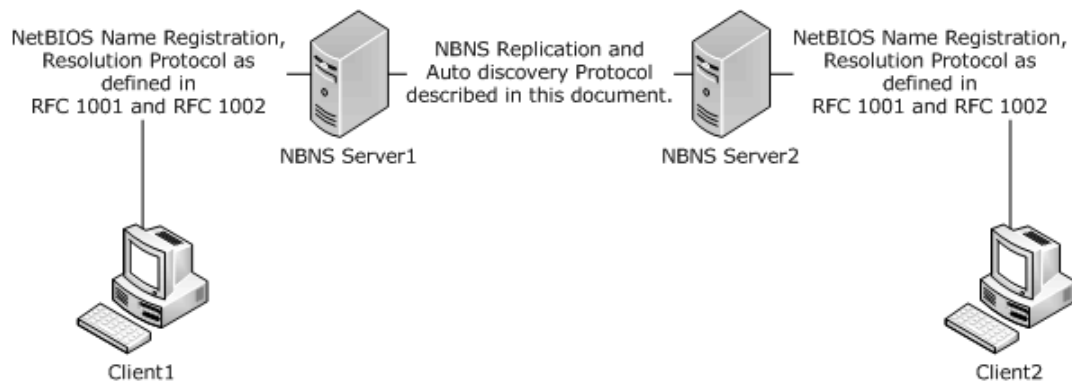 NetBIOS Name Registration,
Resolution Protocol as
defined in
RFC 1001 and RFC 1002
NBNS Replication and
Auto discovery Protocol
described in this document.
NetBIOS Name Registration,
Resolution Protocol as
defined in
RFC 1001 and RFC 1002
NBNS Server1
NBNS Server2
Client1
Client2